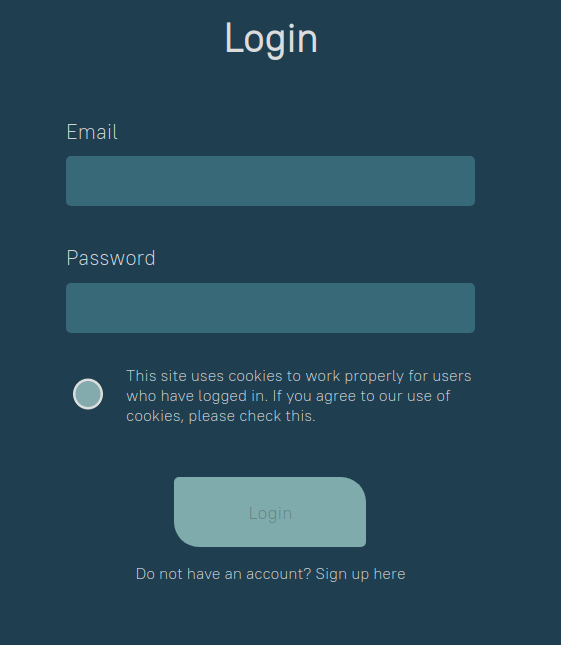 Login
Email
Password
This site uses cookies to work properly for users
who have logged in. If you agree to our use of
cookies, please check this.
Login
Do not have an account? Sign up here